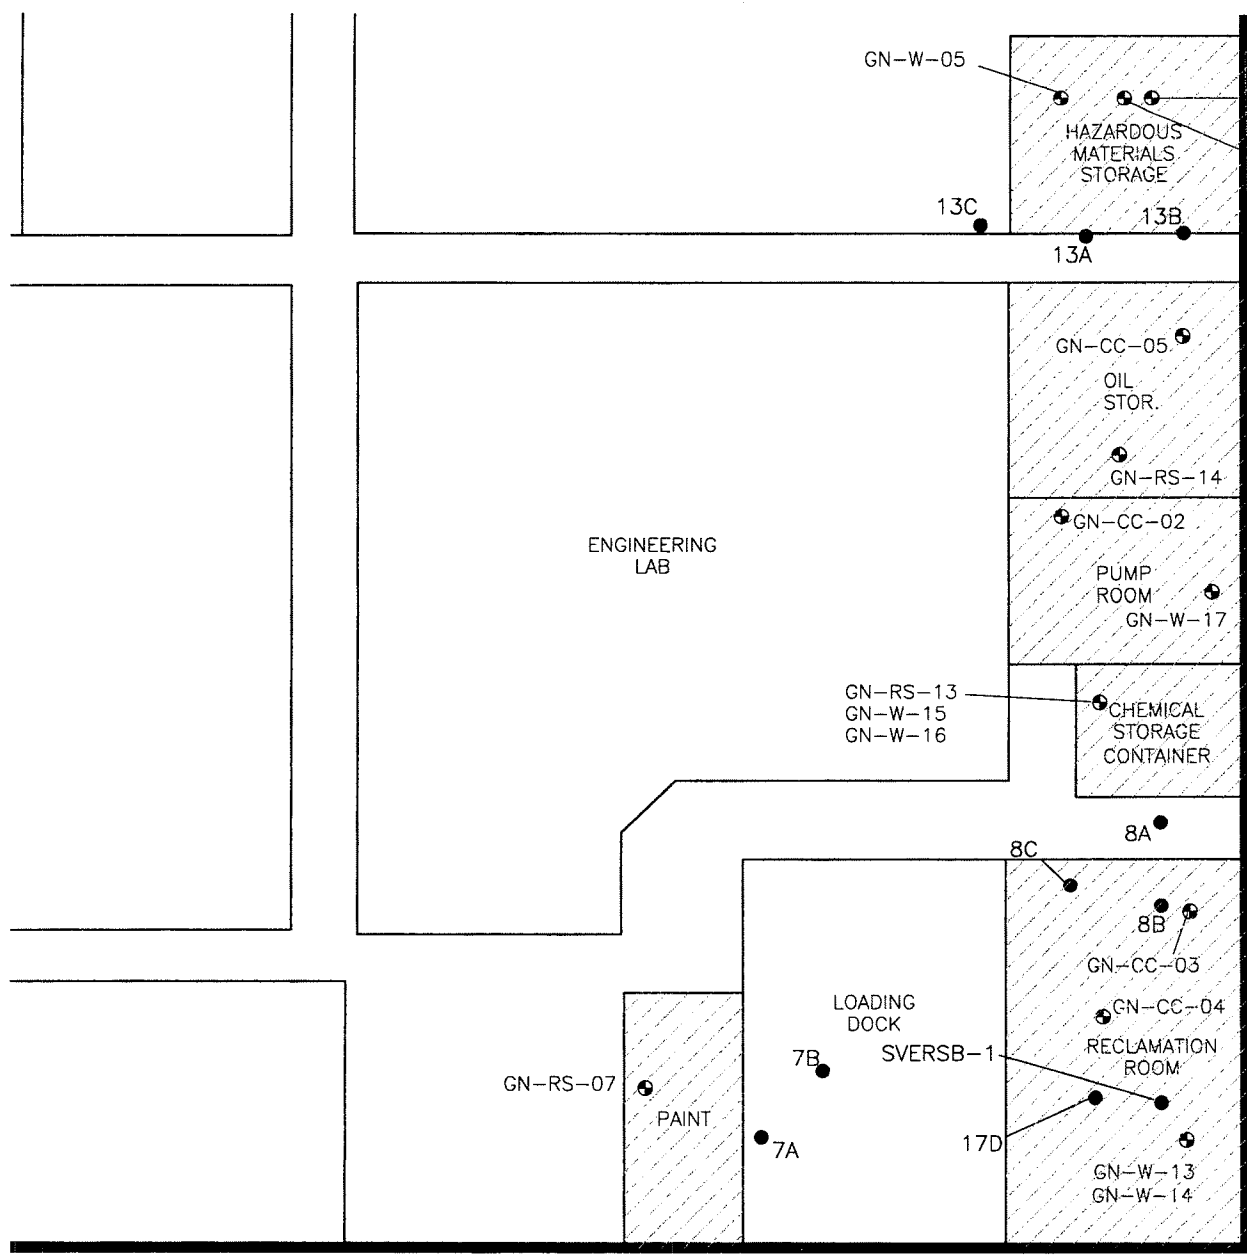 GN-W-05
HAZARDOUS
MATERIALS
STORAGE
13C
13B
13A
GN-CC-05
OIL
STOR.
GN-RS-14
GN-CC-02
ENGINEERING
LAB
PUMP
ROOM
GN-W-17
GN-RS-13
GN-W-15
GN-W-16
CHEMICAL
STORAGE
CONTAINER
8A
8C
8B
GN-CC-03
LOADING
DOCK
GN-CC-04
7B
SVERSB-1
RECLAMATION
ROOM
GN-RS-07
PAINT
7A
17D
GN-W-13
GN-W-14